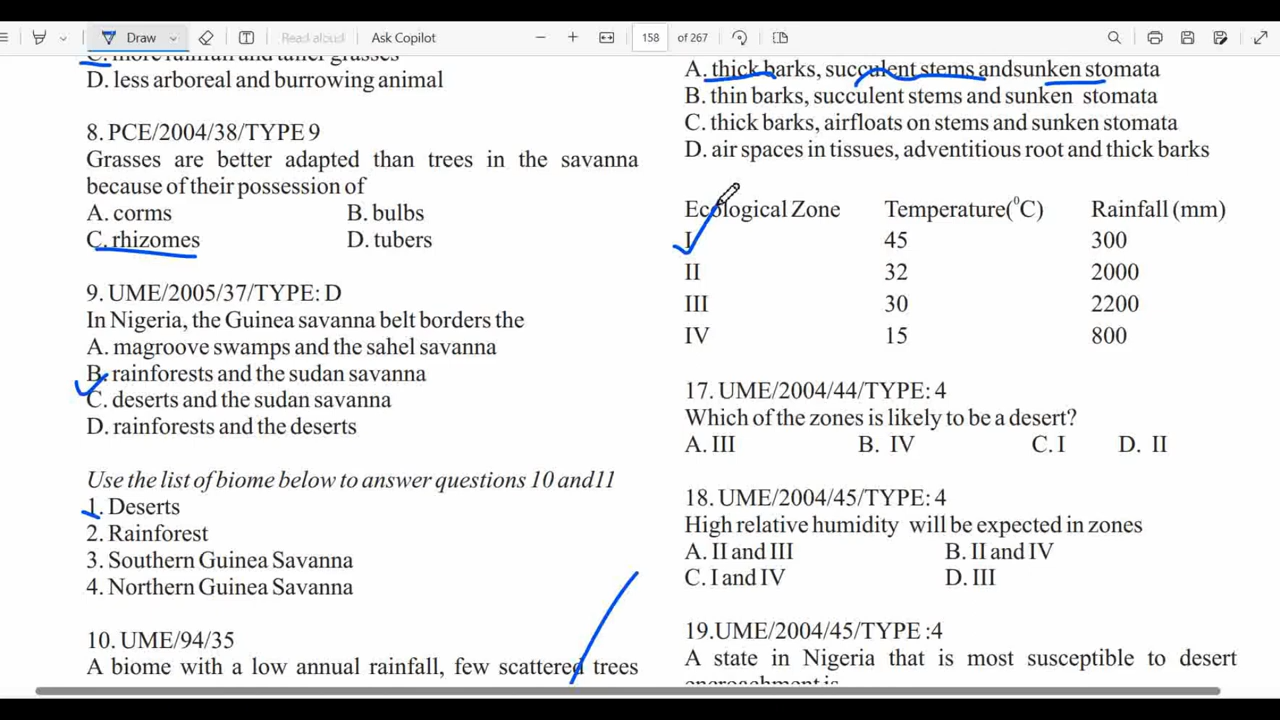 Draw
Read aloud
Ask Copilot
158
of 267
C. more rainfall and taller grasses
D. less arboreal and burrowing animal
8. PCE/2004/38/TYPE 9
Grasses are better adapted than trees in the savanna
because of their possession of
A. corms B. bulbs
C. rhizomes D. tubers
9. UME/2005/37/TYPE: D
In Nigeria, the Guinea savanna belt borders the
A. magroove swamps and the sahel savanna
B. rainforests and the sudan savanna
C. deserts and the sudan savanna
D. rainforests and the deserts
Use the list of biome below to answer questions 10 and11
1. Deserts
2. Rainforest
3. Southern Guinea Savanna
4. Northern Guinea Savanna
10. UME/94/35
A biome with a low annual rainfall, few scattered trees
A. thick barks, succulent stems andsunken stomata
B. thin barks, succulent stems and sunken stomata
C. thick barks, airfloats on stems and sunken stomata
D. air spaces in tissues, adventitious root and thick barks
Ecological Zone Temperature(⁰C) Rainfall (mm)
I 45 300
II 32 2000
III 30 2200
IV 15 800
17. UME/2004/44/TYPE: 4
Which of the zones is likely to be a desert?
A. III B. IV C. I D. II
18. UME/2004/45/TYPE: 4
High relative humidity will be expected in zones
A. II and III B. II and IV
C. I and IV D. III
19.UME/2004/45/TYPE :4
A state in Nigeria that is most susceptible to desert
encroachment is